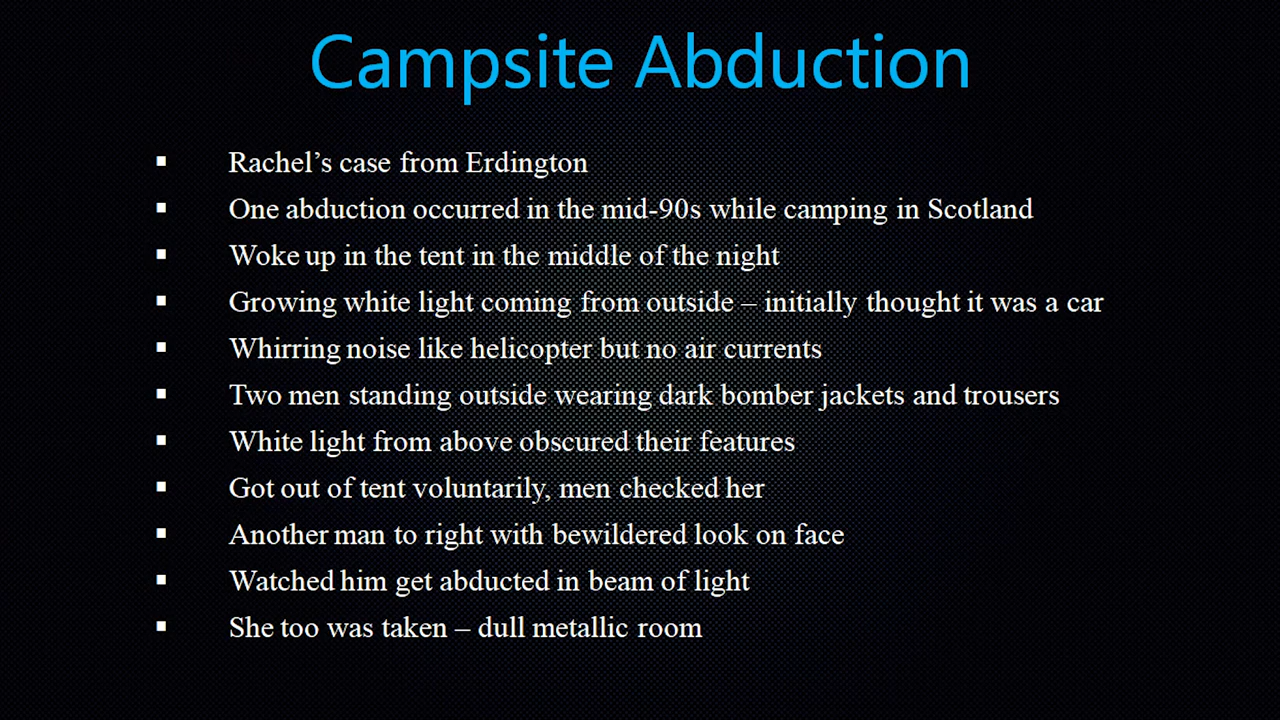 Campsite Abduction
▪ Rachel’s case from Erdington
▪ One abduction occurred in the mid-90s while camping in Scotland
▪ Woke up in the tent in the middle of the night
▪ Growing white light coming from outside – initially thought it was a car
▪ Whirring noise like helicopter but no air currents
▪ Two men standing outside wearing dark bomber jackets and trousers
▪ White light from above obscured their features
▪ Got out of tent voluntarily, men checked her
▪ Another man to right with bewildered look on face
▪ Watched him get abducted in beam of light
▪ She too was taken – dull metallic room